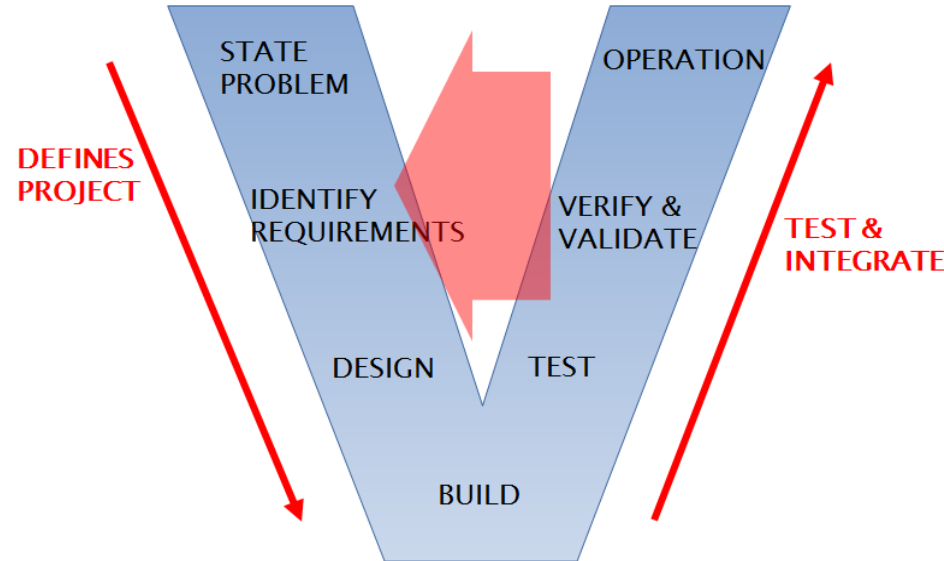 STATE
PROBLEM
OPERATION
DEFINES
PROJECT
IDENTIFY
REQUIREMENTS
VERIFY &
VALIDATE
TEST &
INTEGRATE
DESIGN
TEST
BUILD